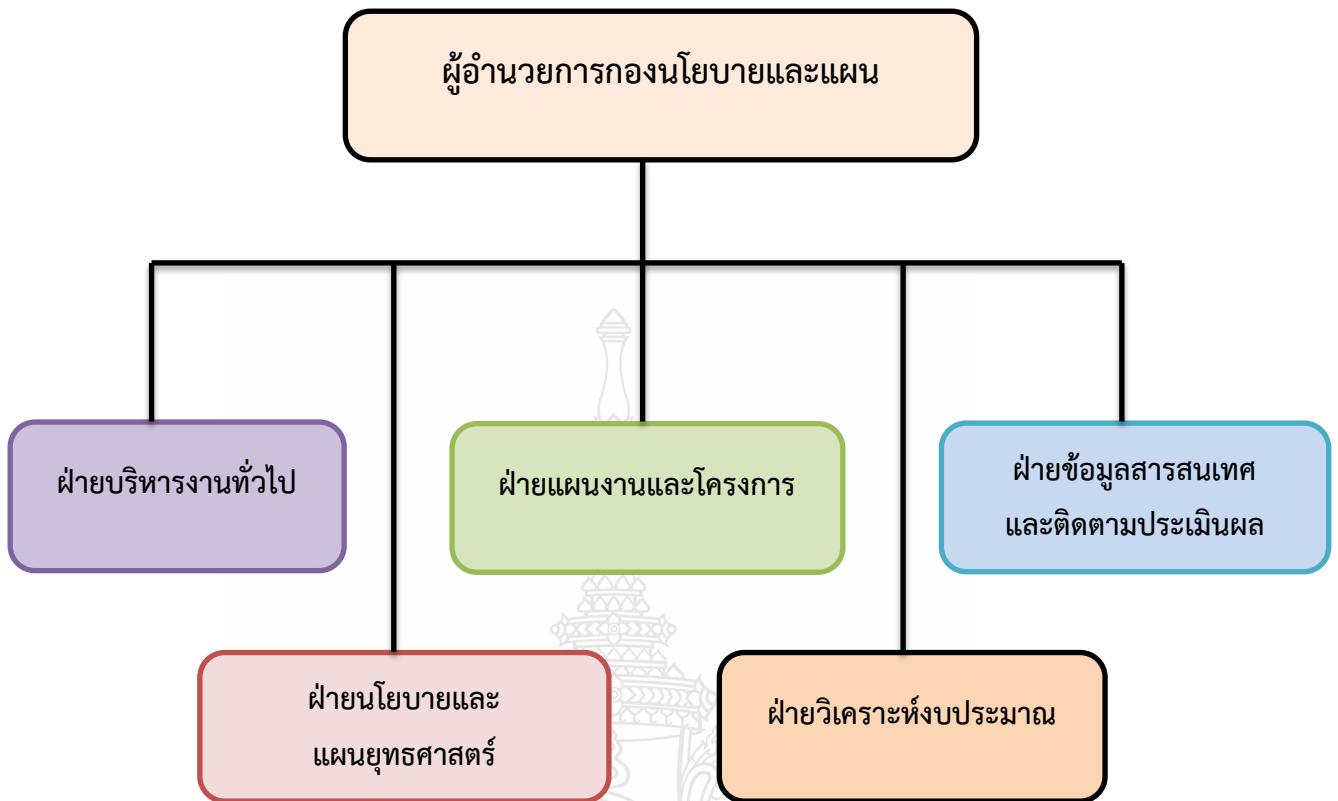 ผู้อำนวยการกองนโยบายและแผน
ฝ่ายบริหารงานทั่วไป
ฝ่ายแผนงานและโครงการ
ฝ่ายข้อมูลสารสนเทศ
และติดตามประเมินผล
ฝ่ายนโยบายและ
แผนยุทธศาสตร์
ฝ่ายวิเคราะห์งบประมาณ